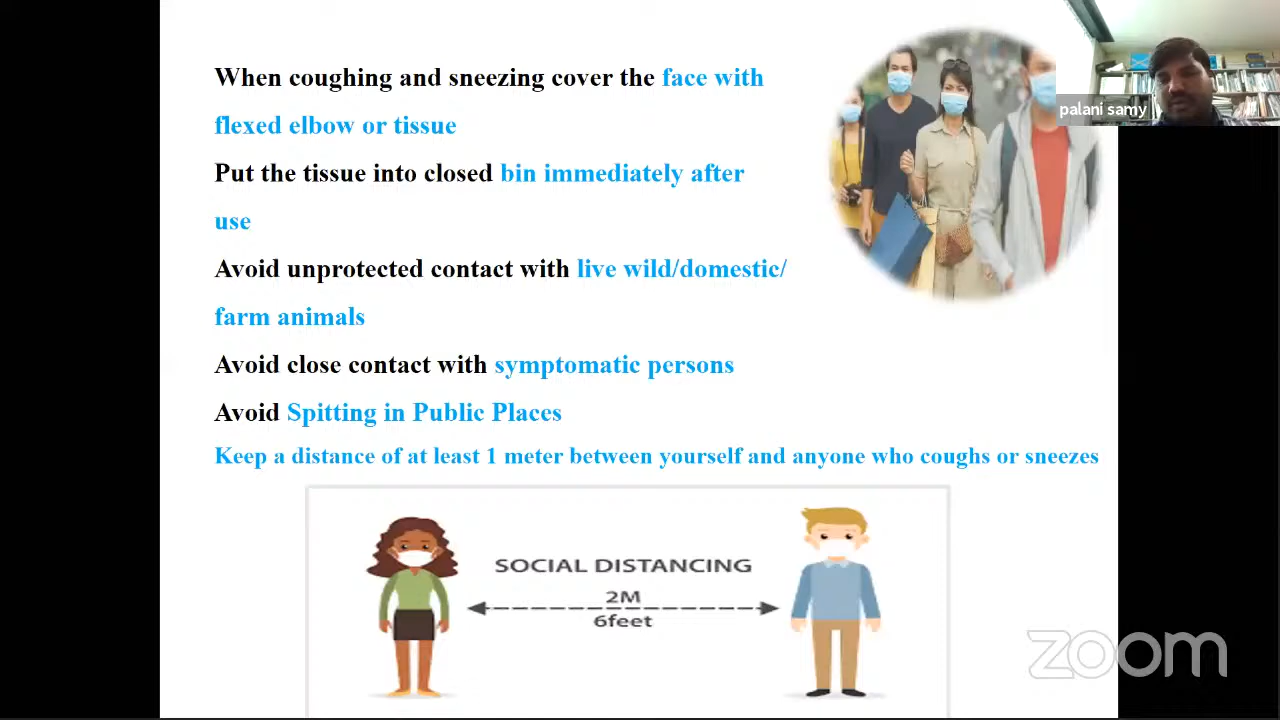 When coughing and sneezing cover the face with
flexed elbow or tissue
Put the tissue into closed bin immediately after
use
Avoid unprotected contact with live wild/domestic/
farm animals
Avoid close contact with symptomatic persons
Avoid Spitting in Public Places
Keep a distance of at least 1 meter between yourself and anyone who coughs or sneezes
SOCIAL DISTANCING
2M
6feet
palani samy
zoom